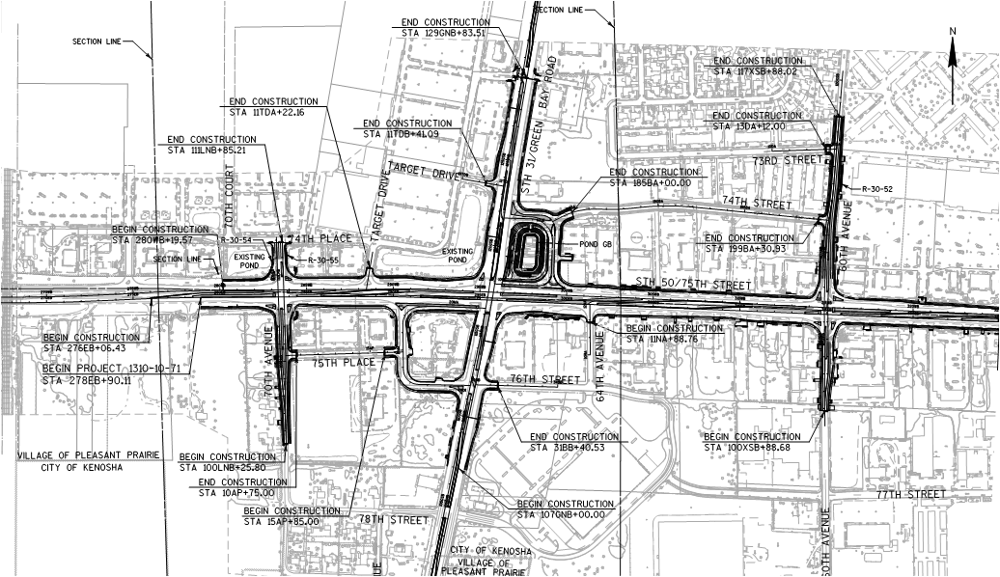 SECTION LINE
END CONSTRUCTION
STA 129GNB+83.51
SECTION LINE
N
END CONSTRUCTION
STA 117XSB+88.02
END CONSTRUCTION
STA 11TDA+22.16
END CONSTRUCTION
STA 11TDB+41.09
STH 31/GREEN BAY ROAD
END CONSTRUCTION
STA 13DA+12.00
73RD STREET
END CONSTRUCTION
STA 111LNB+85.21
TARGET DRIVE
TARGET DRIVE
END CONSTRUCTION
STA 185BA+00.00
R-30-52
70TH COURT
74TH STREET
60TH AVENUE
BEGIN CONSTRUCTION
STA 280WB+19.57
R-30-54
74TH PLACE
END CONSTRUCTION
STA 199BA+30.93
SECTION LINE
EXISTING
POND
R-30-55
EXISTING
POND
POND GB
STH 50/75TH STREET
BEGIN CONSTRUCTION
STA 276EB+06.43
BEGIN CONSTRUCTION
STA 11NA+88.76
BEGIN PROJECT 1310-10-71
STA 278EB+90.11
70TH AVENUE
75TH PLACE
76TH STREET
64TH AVENUE
VILLAGE OF PLEASANT PRAIRIE
CITY OF KENOSHA
BEGIN CONSTRUCTION
STA 100LNB+25.80
END CONSTRUCTION
STA 31BB+40.53
BEGIN CONSTRUCTION
STA 100XSB+88.68
END CONSTRUCTION
STA 10AP+75.00
77TH STREET
BEGIN CONSTRUCTION
STA 15AP+85.00
78TH STREET
BEGIN CONSTRUCTION
STA 107GNB+00.00
60TH AVENUE
CITY OF KENOSHA
VILLAGE OF
PLEASANT PRAIRIE